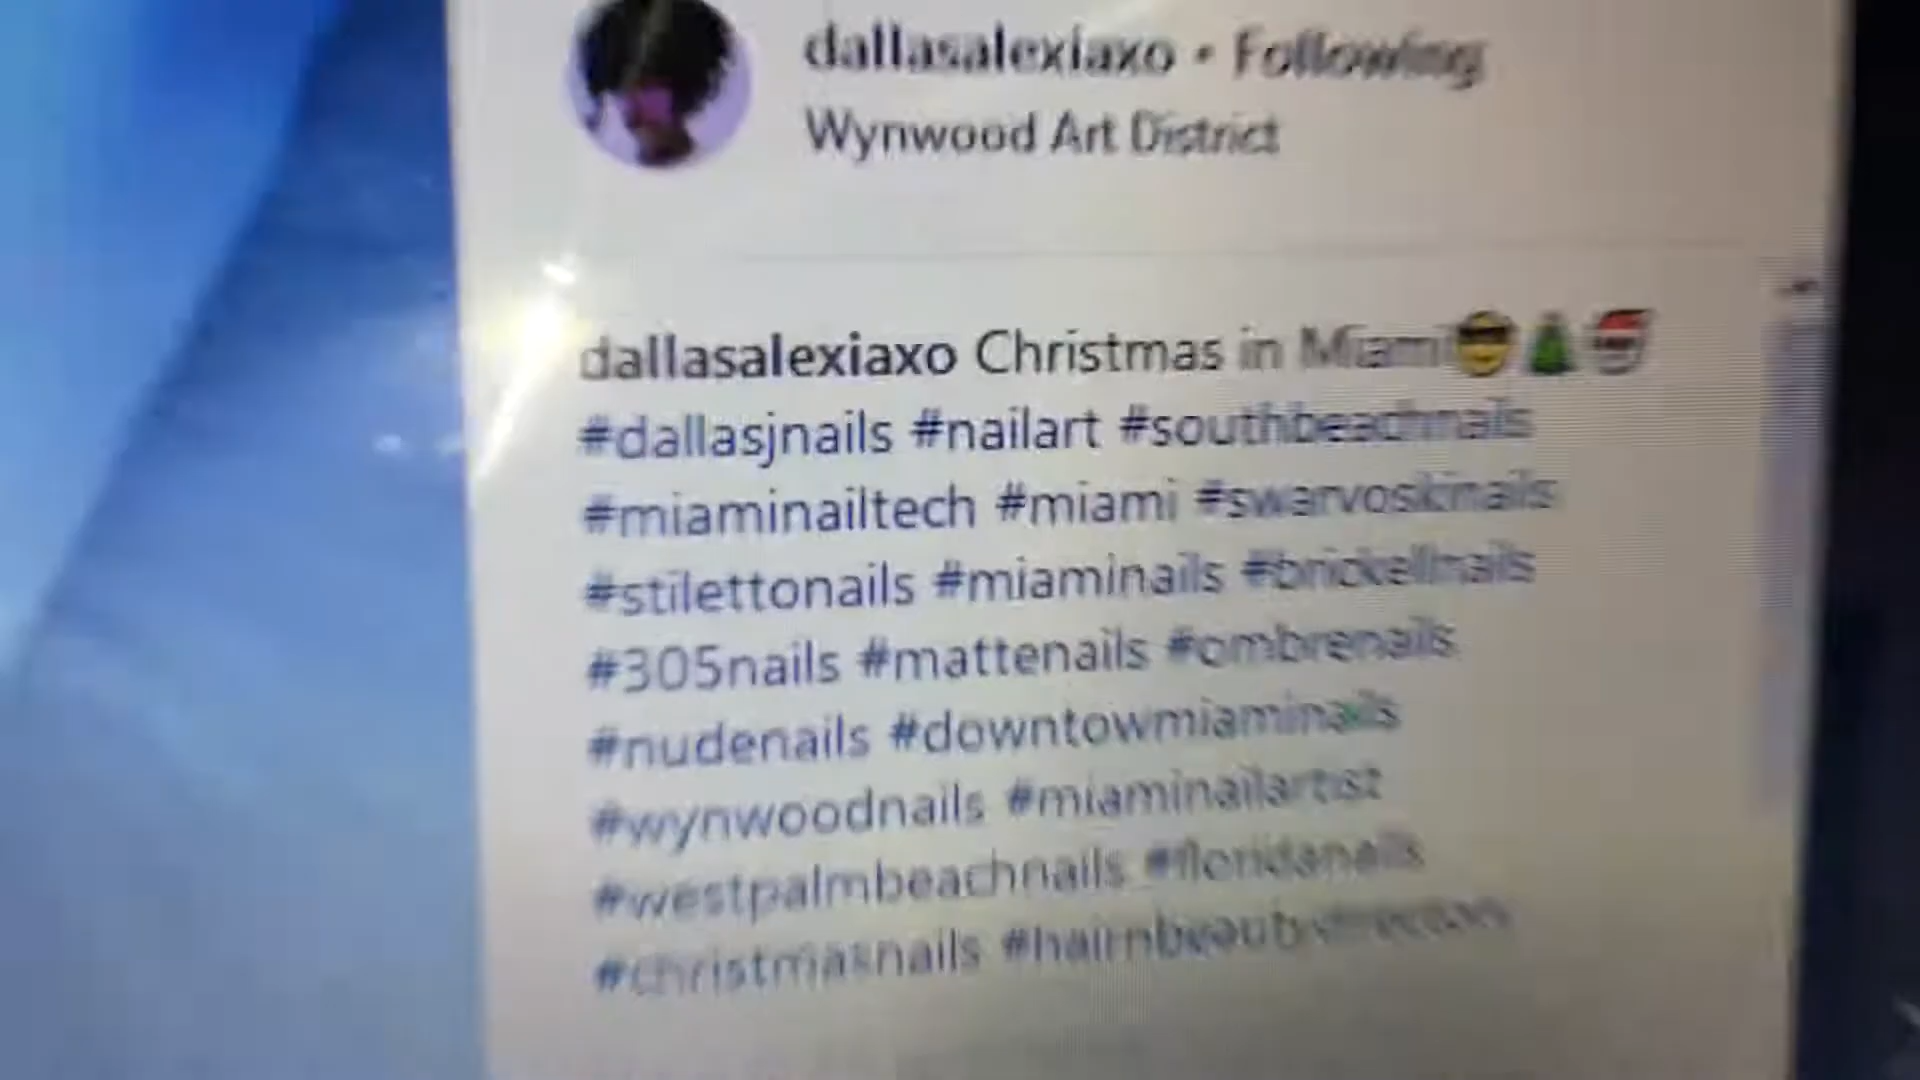 dallasalexiaxo • Following
Wynwood Art District
dallasalexiaxo Christmas in Miami😎🎄🎅
#dallasjnails #nailart #southbeachnails
#miaminailtech #miami #swarvoskinails
#stilettonails #miaminails #brickellnails
#305nails #mattenails #ombrenails
#nudenails #downtowmiaminails
#wynwoodnails #miaminailartist
#westpalmbeachnails #floridanails
#christmasnails